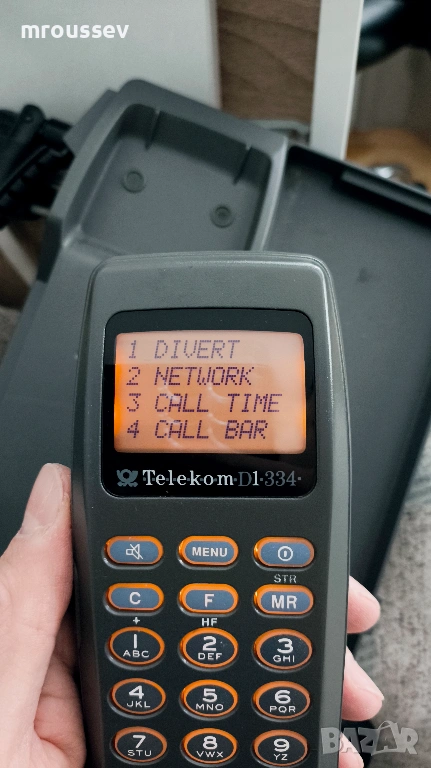 mroussev
1 DIVERT
2 NETWORK
3 CALL TIME
4 CALL BAR
Telekom D1·334·
MENU
STR
C F MR
+ HF
1 2 3
ABC DEF GHI
4 5 6
JKL MNO PQR
7 8 9
STU VWX YZ
BAZAR